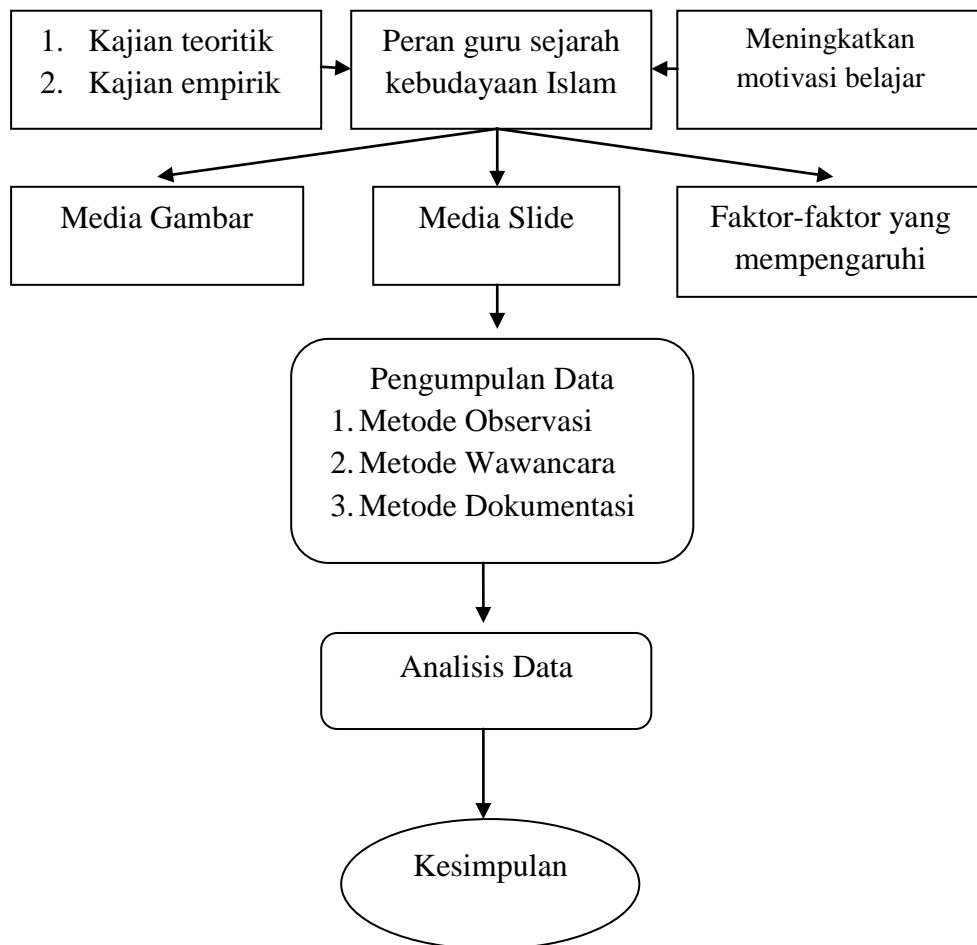 1. Kajian teoritik
2. Kajian empirik
Peran guru sejarah
kebudayaan Islam
Meningkatkan
motivasi belajar
Media Gambar
Media Slide
Faktor-faktor yang
mempengaruhi
Pengumpulan Data
1. Metode Observasi
2. Metode Wawancara
3. Metode Dokumentasi
Analisis Data
Kesimpulan